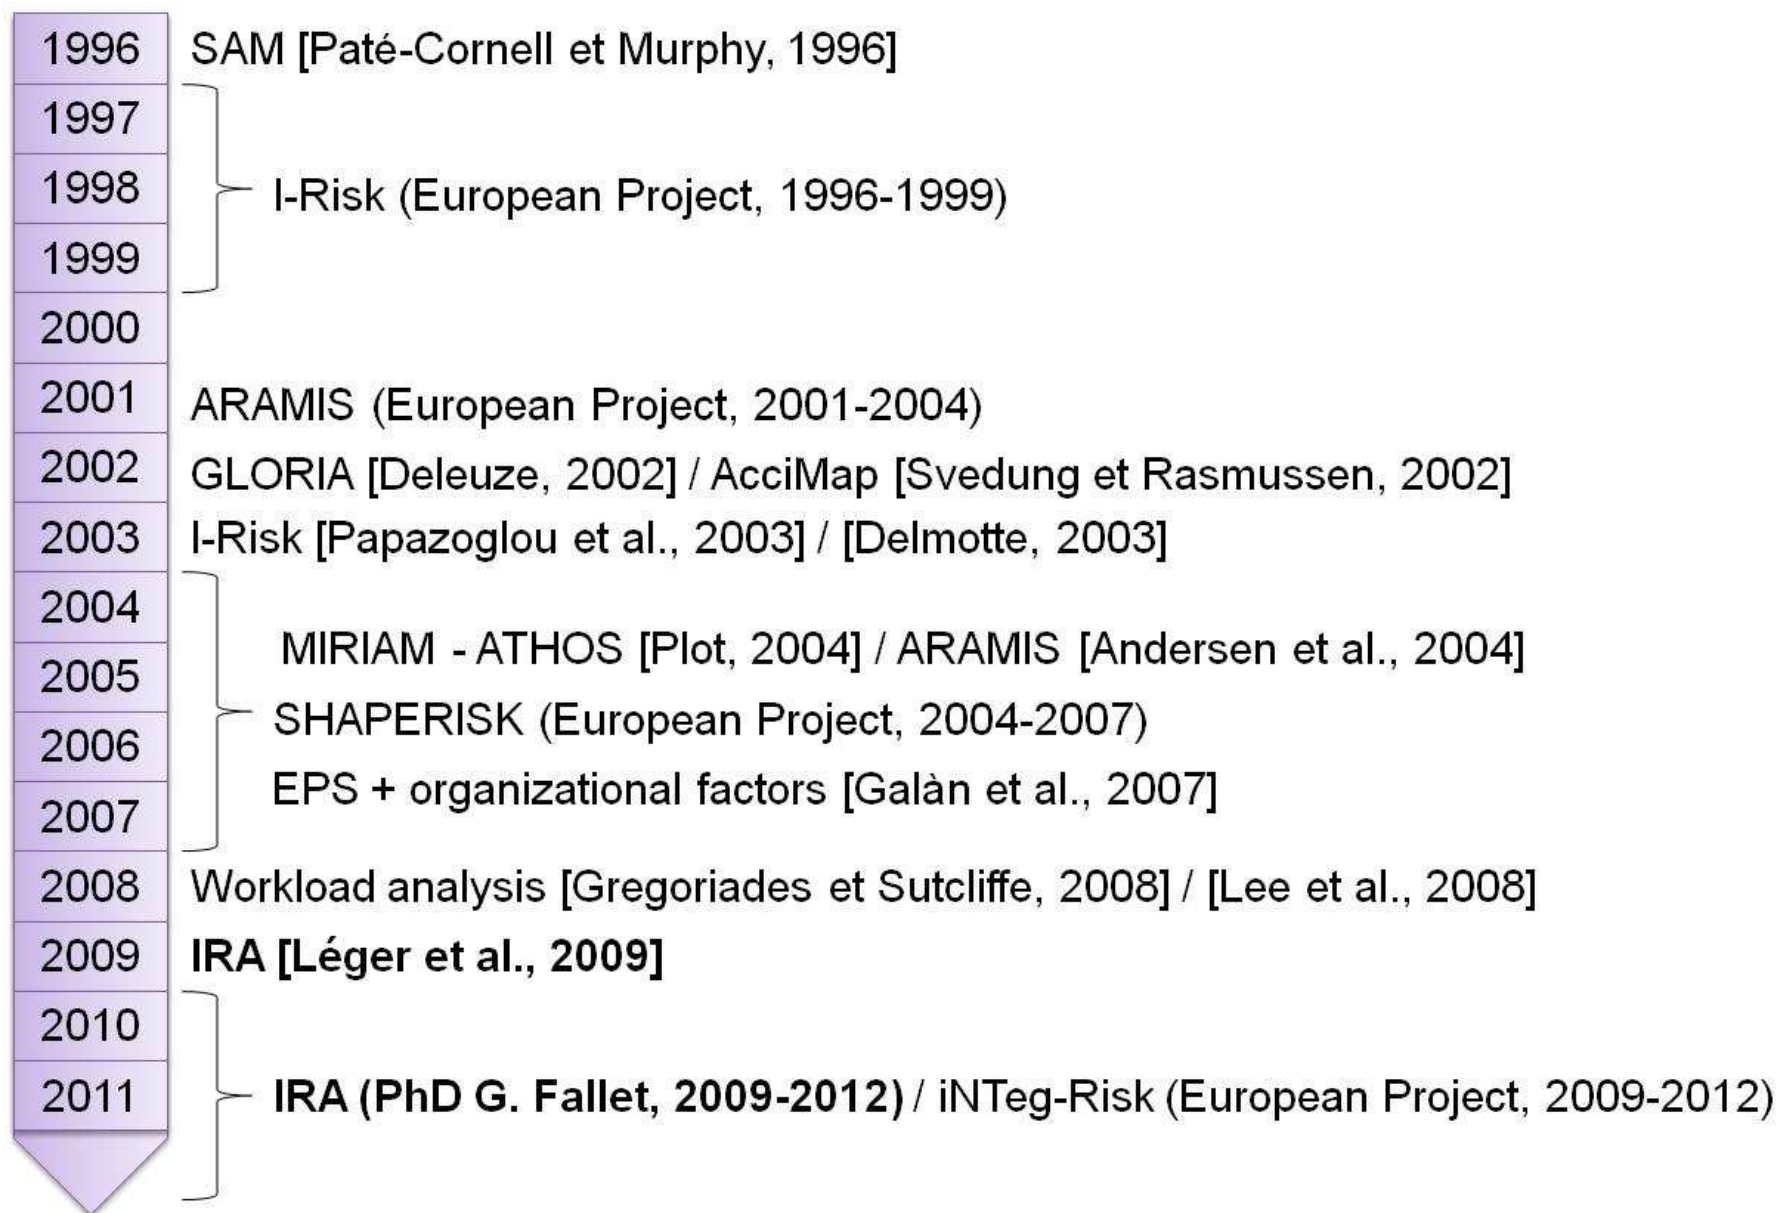 1996 SAM [Paté-Cornell et Murphy, 1996]
1997
1998 I-Risk (European Project, 1996-1999)
1999
2000
2001 ARAMIS (European Project, 2001-2004)
2002 GLORIA [Deleuze, 2002] / AcciMap [Svedung et Rasmussen, 2002]
2003 I-Risk [Papazoglou et al., 2003] / [Delmotte, 2003]
2004
MIRIAM - ATHOS [Plot, 2004] / ARAMIS [Andersen et al., 2004]
2005
SHAPERISK (European Project, 2004-2007)
2006
EPS + organizational factors [Galàn et al., 2007]
2007
2008 Workload analysis [Gregoriades et Sutcliffe, 2008] / [Lee et al., 2008]
2009 IRA [Léger et al., 2009]
2010
2011 IRA (PhD G. Fallet, 2009-2012) / iNTeg-Risk (European Project, 2009-2012)